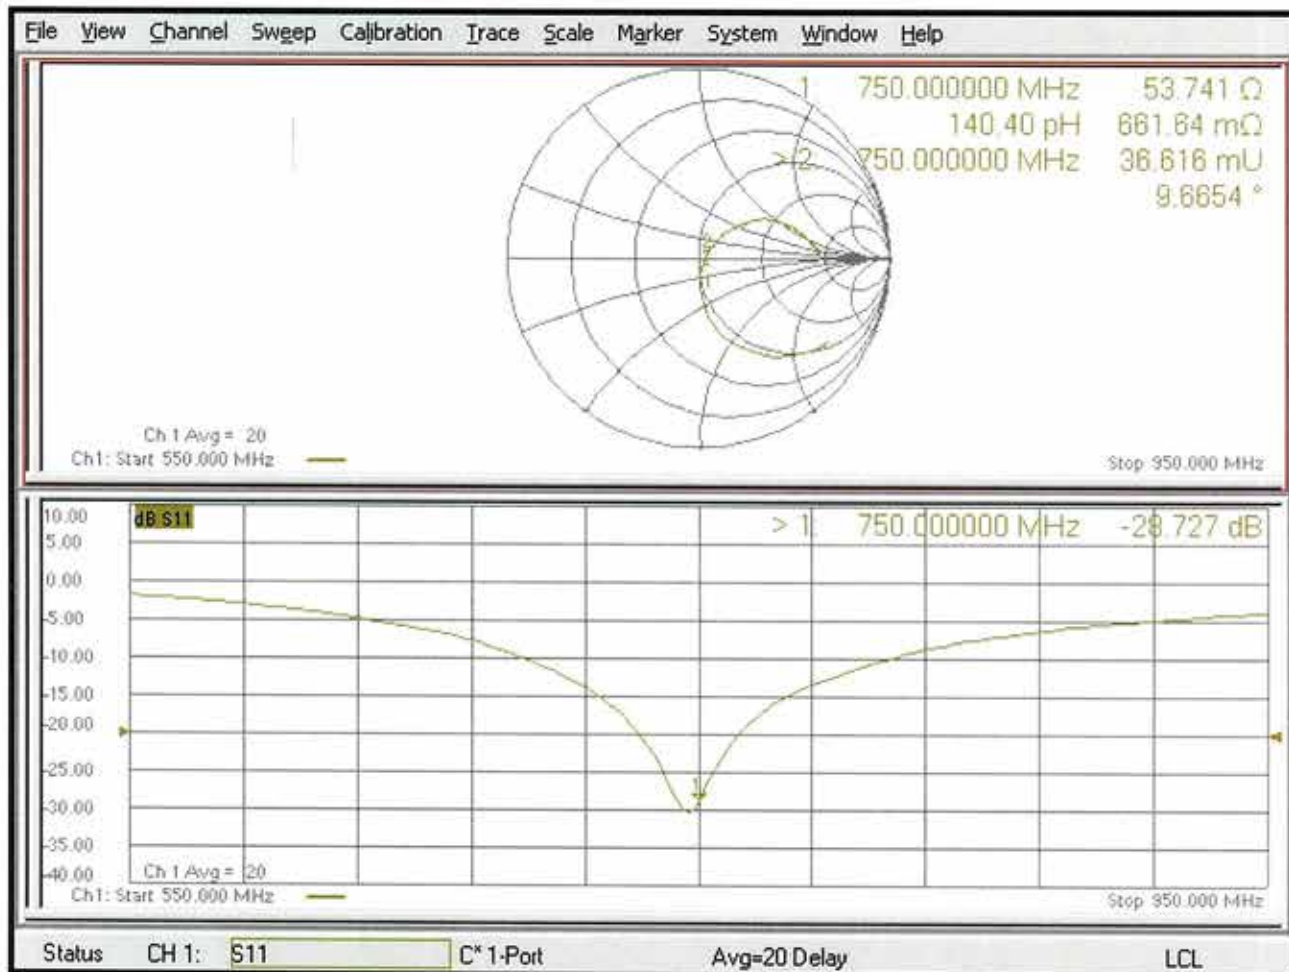 File View Channel Sweep Calibration Trace Scale Marker System Window Help
1 750.000000 MHz 53.741 Ω
140.40 pH 661.64 mΩ
> 2 750.000000 MHz 36.616 mU
9.6654 °
Ch 1 Avg = 20
Ch1: Start 550.000 MHz
Stop 950.000 MHz
10.00
dB S11
> 1: 750.000000 MHz -28.727 dB
5.00
0.00
-5.00
-10.00
-15.00
-20.00
-25.00
1
-30.00
-35.00
-40.00
Ch 1 Avg = 20
Ch1: Start 550.000 MHz
Stop 950.000 MHz
Status CH 1: S11 C* 1-Port Avg=20 Delay LCL